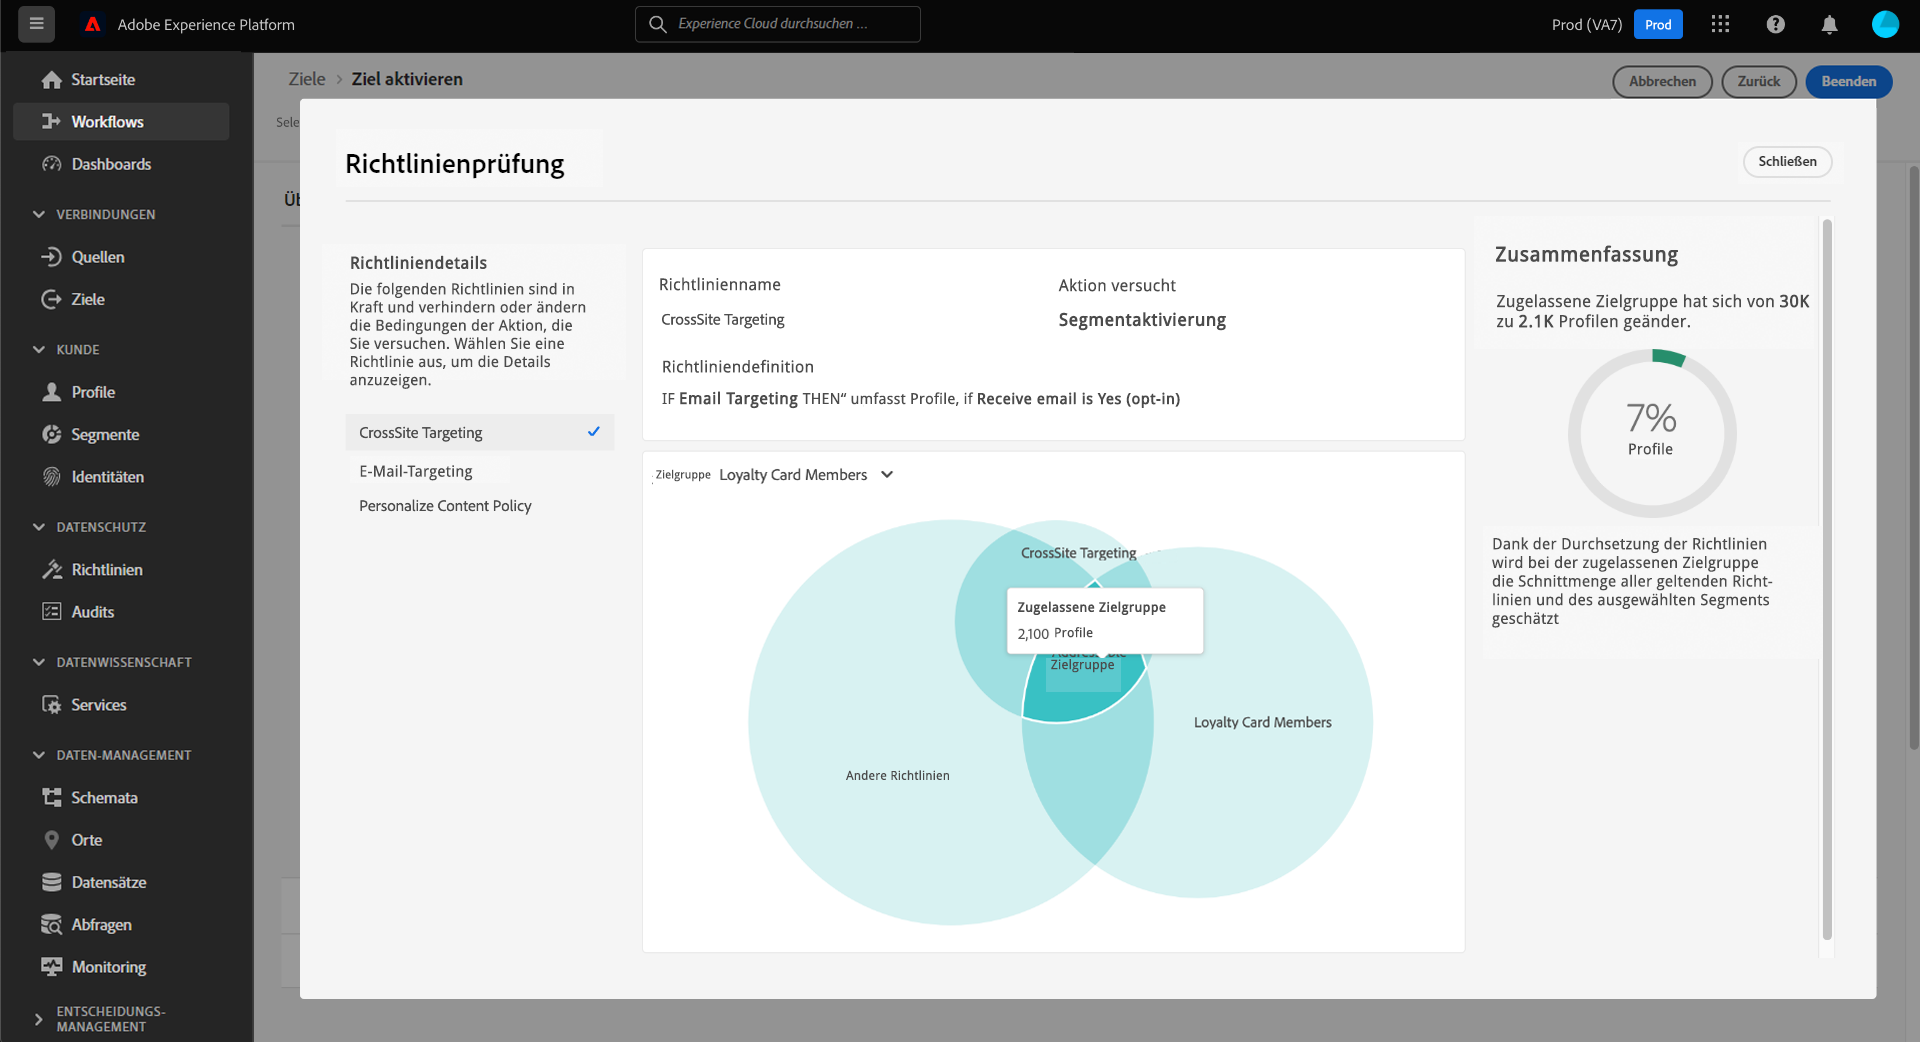 Adobe Experience Platform
Experience Cloud durchsuchen ...
Prod (VA7)
Prod
Startseite
Workflows
Dashboards
VERBINDUNGEN
Quellen
Ziele
KUNDE
Profile
Segmente
Identitäten
DATENSCHUTZ
Richtlinien
Audits
DATENWISSENSCHAFT
Services
DATEN-MANAGEMENT
Schemata
Orte
Datensätze
Abfragen
Monitoring
ENTSCHEIDUNGS-
MANAGEMENT
Ziele > Ziel aktivieren
Abbrechen
Zurück
Beenden
Sele
Üb
Richtlinienprüfung
Schließen
Richtliniendetails
Die folgenden Richtlinien sind in
Kraft und verhindern oder ändern
die Bedingungen der Aktion, die
Sie versuchen. Wählen Sie eine
Richtlinie aus, um die Details
anzuzeigen.
CrossSite Targeting
E-Mail-Targeting
Personalize Content Policy
Richtlinienname
CrossSite Targeting
Aktion versucht
Segmentaktivierung
Richtliniendefinition
IF Email Targeting THEN“ umfasst Profile, if Receive email is Yes (opt-in)
Zielgruppe Loyalty Card Members
CrossSite Targeting
Zugelassene Zielgruppe
2,100 Profile
Zielgruppe
Loyalty Card Members
Andere Richtlinien
Zusammenfassung
Zugelassene Zielgruppe hat sich von 30K
zu 2.1K Profilen geänder.
7%
Profile
Dank der Durchsetzung der Richtlinien
wird bei der zugelassenen Zielgruppe
die Schnittmenge aller geltenden Richt-
linien und des ausgewählten Segments
geschätzt